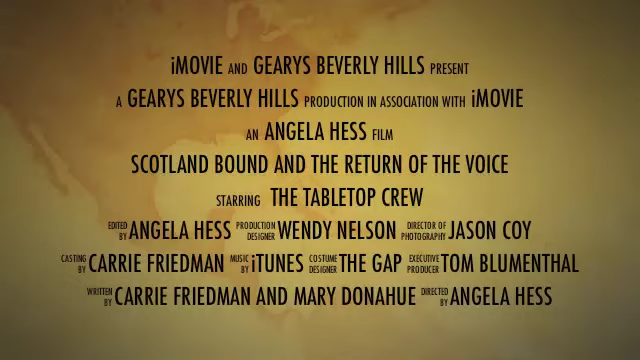 iMOVIE AND GEARYS BEVERLY HILLS PRESENT
A GEARYS BEVERLY HILLS PRODUCTION IN ASSOCIATION WITH iMOVIE
AN ANGELA HESS FILM
SCOTLAND BOUND AND THE RETURN OF THE VOICE
STARRING THE TABLETOP CREW
EDITED BY ANGELA HESS PRODUCTION DESIGNER WENDY NELSON DIRECTOR OF PHOTOGRAPHY JASON COY
CASTING BY CARRIE FRIEDMAN MUSIC BY iTUNES COSTUME DESIGNER THE GAP EXECUTIVE PRODUCER TOM BLUMENTHAL
WRITTEN BY CARRIE FRIEDMAN AND MARY DONAHUE DIRECTED BY ANGELA HESS